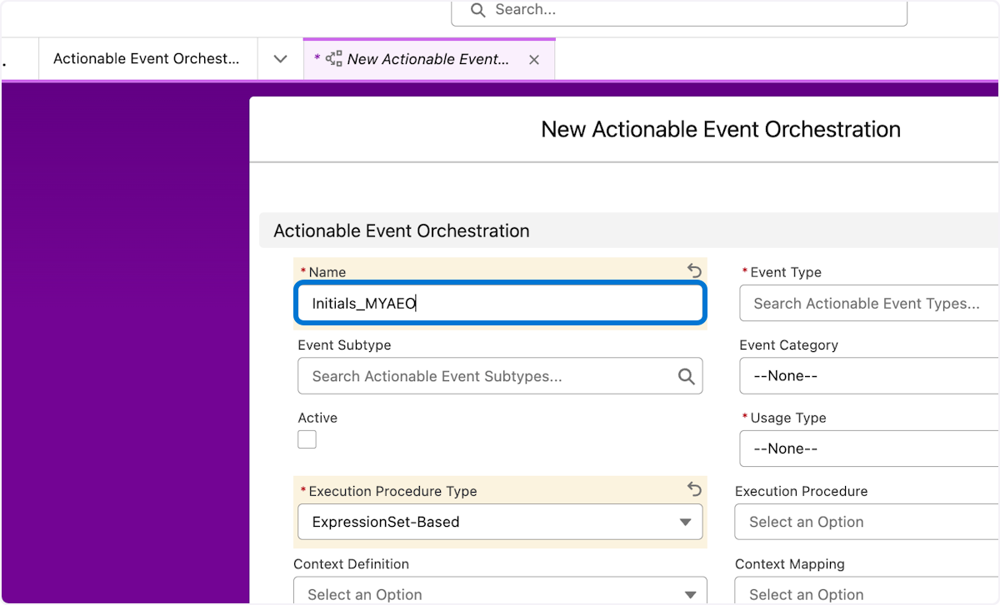 Search...
Actionable Event Orchest...
* New Actionable Event...
New Actionable Event Orchestration
Actionable Event Orchestration
* Name
Initials_MYAEO
* Event Type
Search Actionable Event Types...
Event Subtype
Search Actionable Event Subtypes...
Event Category
--None--
Active
* Usage Type
--None--
* Execution Procedure Type
ExpressionSet-Based
Execution Procedure
Select an Option
Context Definition
Select an Option
Context Mapping
Select an Option